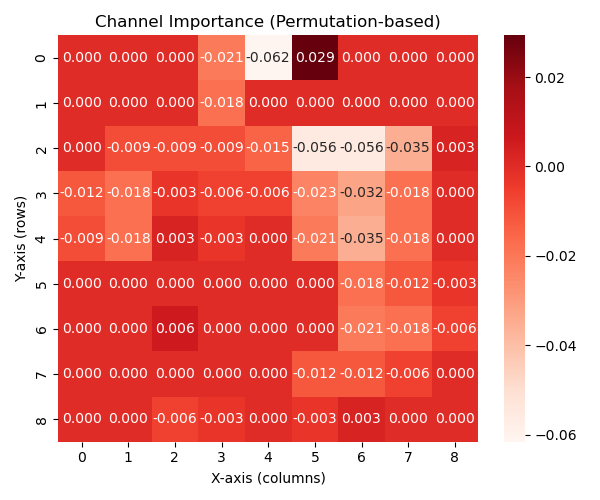 Channel Importance (Permutation-based)
0 0.000 0.000 0.000 -0.021 -0.062 0.029 0.000 0.000 0.000
1 0.000 0.000 0.000 -0.018 0.000 0.000 0.000 0.000 0.000
2 0.000 -0.009 -0.009 -0.009 -0.015 -0.056 -0.056 -0.035 0.003
3 -0.012 -0.018 -0.003 -0.006 -0.006 -0.023 -0.032 -0.018 0.000
4 -0.009 -0.018 0.003 -0.003 0.000 -0.021 -0.035 -0.018 0.000
5 0.000 0.000 0.000 0.000 0.000 0.000 -0.018 -0.012 -0.003
6 0.000 0.000 0.006 0.000 0.000 0.000 -0.021 -0.018 -0.006
7 0.000 0.000 0.000 0.000 0.000 -0.012 -0.012 -0.006 0.000
8 0.000 0.000 -0.006 -0.003 0.000 -0.003 0.003 0.000 0.000
0 1 2 3 4 5 6 7 8
X-axis (columns)
Y-axis (rows)
0.02
0.00
−0.02
−0.04
−0.06